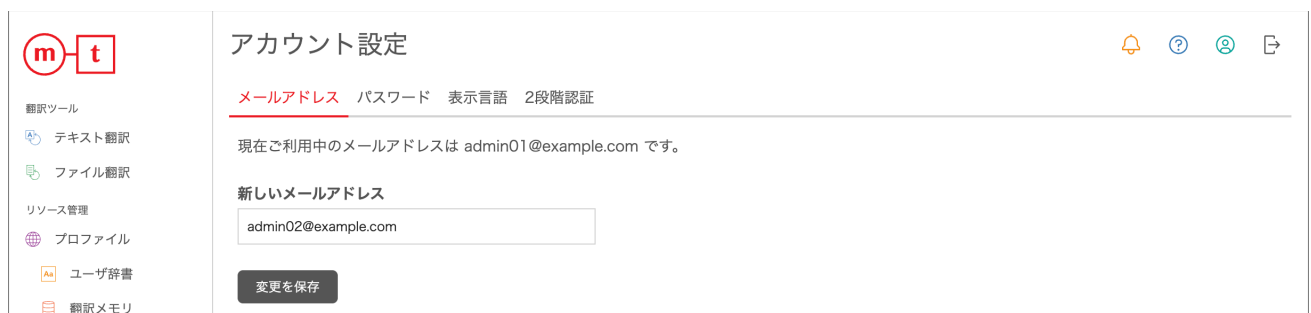 m t
アカウント設定
メールアドレス パスワード 表示言語 2段階認証
現在ご利用中のメールアドレスは admin01@example.com です。
新しいメールアドレス
admin02@example.com
変更を保存
翻訳ツール
テキスト翻訳
ファイル翻訳
リソース管理
プロファイル
Aa ユーザ辞書
翻訳メモリ